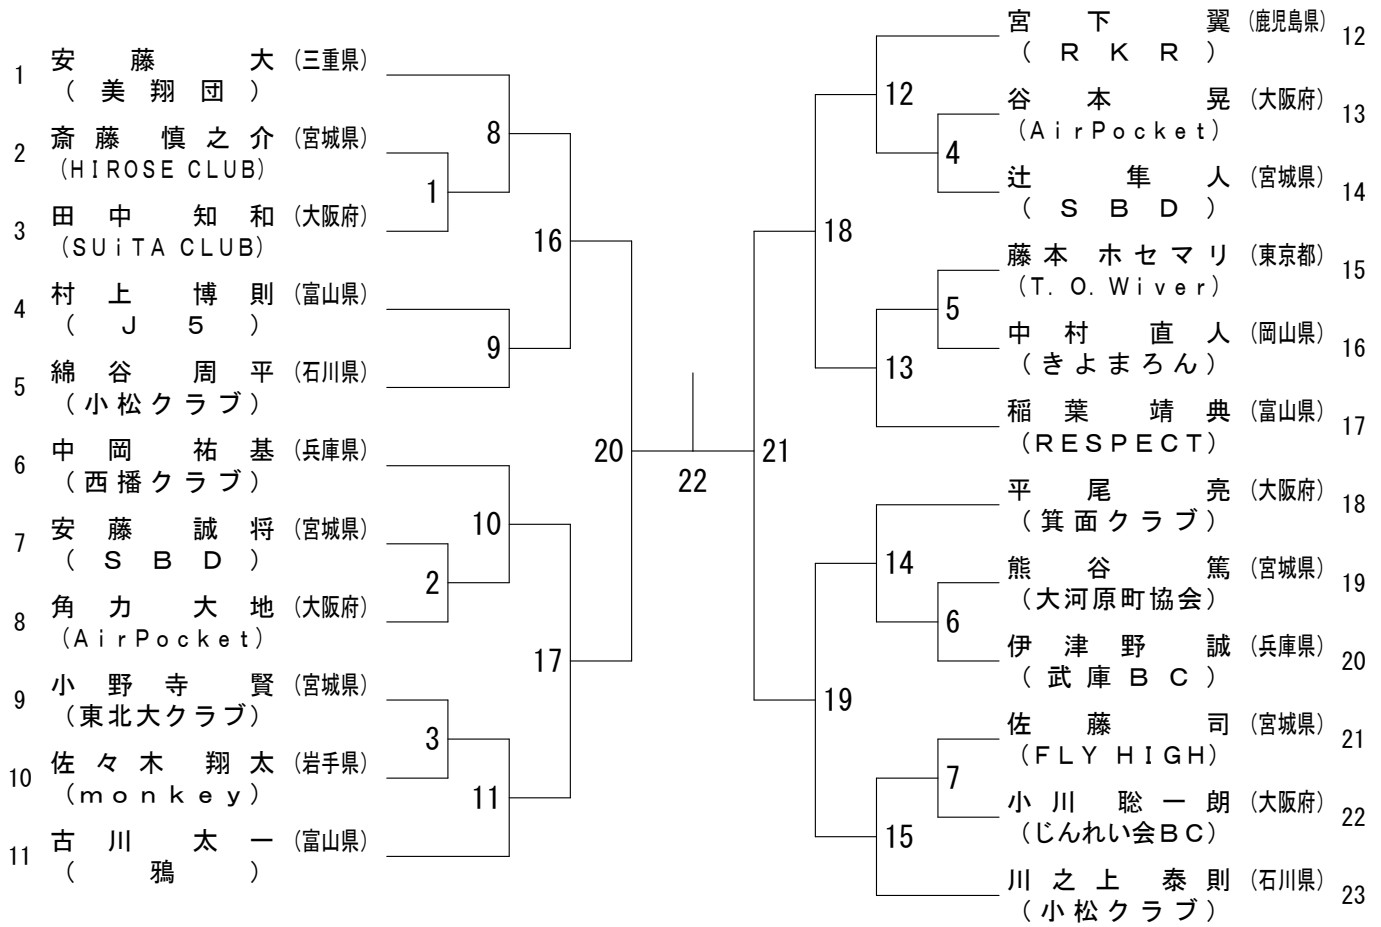 1 安藤 大 (三重県)
(美翔団)
2 斎藤 慎之介 (宮城県)
(HIROSE CLUB)
3 田中 知和 (大阪府)
(SUiTA CLUB)
4 村上 博則 (富山県)
(J5)
5 綿谷 周平 (石川県)
(小松クラブ)
6 中岡 祐基 (兵庫県)
(西播クラブ)
7 安藤 誠将 (宮城県)
(SBD)
8 角力 大地 (大阪府)
(AirPocket)
9 小野寺 賢 (宮城県)
(東北大クラブ)
10 佐々木 翔太 (岩手県)
(monkey)
11 古川 太一 (富山県)
(鴉)
1
2
3
8
9
10
11
16
17
20
22
21
18
19
12
13
14
15
4
5
6
7
宮下 翼 (鹿児島県) 12
(RKR)
谷本 晃 (大阪府) 13
(AirPocket)
辻 隼人 (宮城県) 14
(SBD)
藤本 ホセマリ (東京都) 15
(T.O.Wiver)
中村 直人 (岡山県) 16
(きよまろん)
稲葉 靖典 (富山県) 17
(RESPECT)
平尾 亮 (大阪府) 18
(箕面クラブ)
熊谷 篤 (宮城県) 19
(大河原町協会)
伊津野 誠 (兵庫県) 20
(武庫BC)
佐藤 司 (宮城県) 21
(FLY HIGH)
小川 聡一朗 (大阪府) 22
(じんれい会BC)
川之上 泰則 (石川県) 23
(小松クラブ)